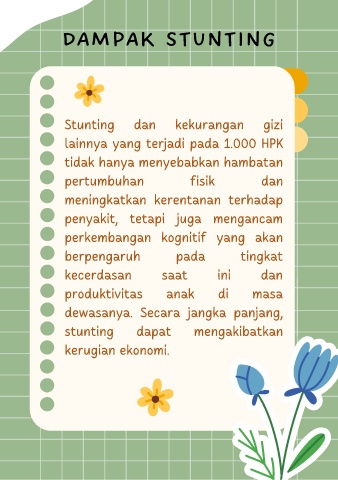 DAMPAK STUNTING
Stunting dan kekurangan gizi
lainnya yang terjadi pada 1.000 HPK
tidak hanya menyebabkan hambatan
pertumbuhan fisik dan
meningkatkan kerentanan terhadap
penyakit, tetapi juga mengancam
perkembangan kognitif yang akan
berpengaruh pada tingkat
kecerdasan saat ini dan
produktivitas anak di masa
dewasanya. Secara jangka panjang,
stunting dapat mengakibatkan
kerugian ekonomi.